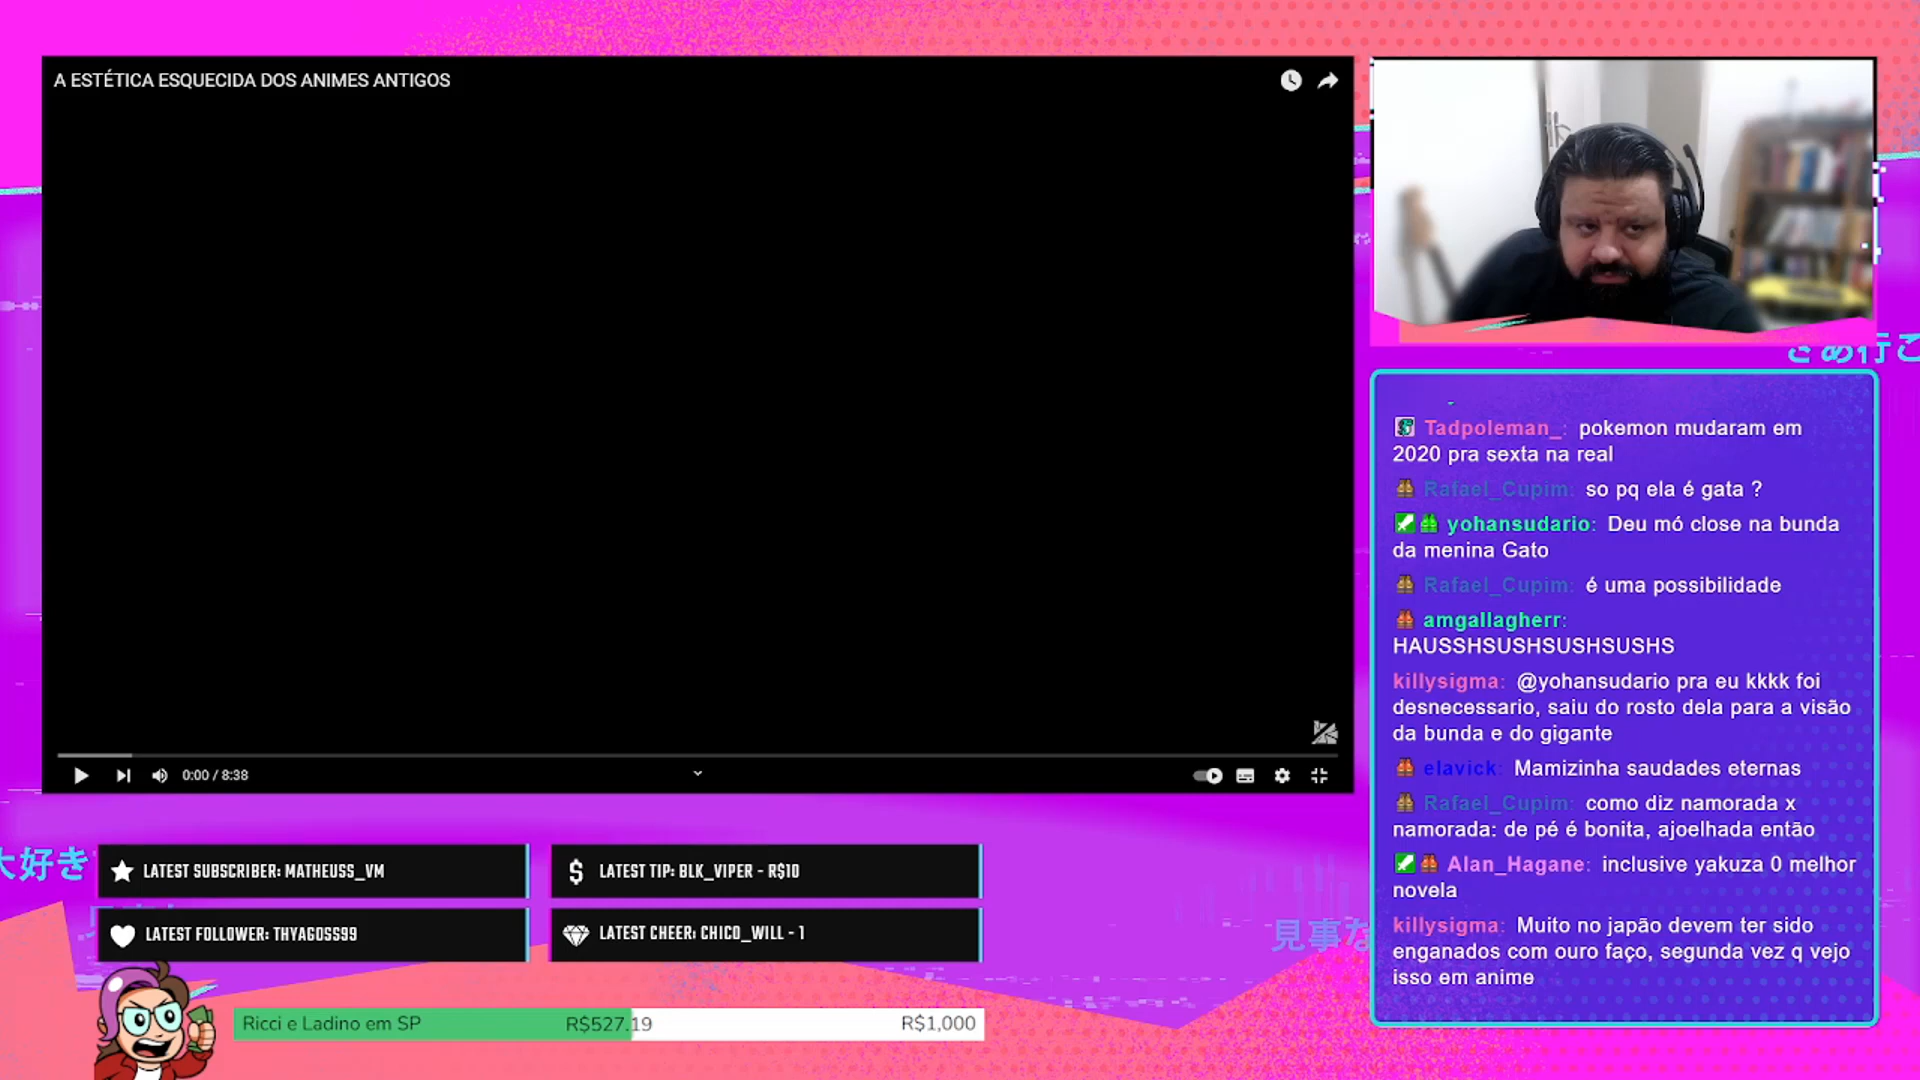 A ESTÉTICA ESQUECIDA DOS ANIMES ANTIGOS
0:00 / 8:38
Tadpoleman_: pokemon mudaram em
2020 pra sexta na real
Rafael_Cupim: so pq ela é gata ?
yohansudario: Deu mó close na bunda
da menina Gato
Rafael_Cupim: é uma possibilidade
amgallagherr:
HAUSSHSUSHSUSHSUSHS
killysigma: @yohansudario pra eu kkkk foi
desnecessario, saiu do rosto dela para a visão
da bunda e do gigante
elavick: Mamizinha saudades eternas
Rafael_Cupim: como diz namorada x
namorada: de pé é bonita, ajoelhada então
Alan_Hagane: inclusive yakuza 0 melhor
novela
killysigma: Muito no japão devem ter sido
enganados com ouro faço, segunda vez q vejo
isso em anime
大好き
見事な
LATEST SUBSCRIBER: MATHEUSS_VM
LATEST TIP: BLK_VIPER - R$10
LATEST FOLLOWER: THYAGOSS99
LATEST CHEER: CHICO_WILL - 1
Ricci e Ladino em SP R$527.19 R$1,000